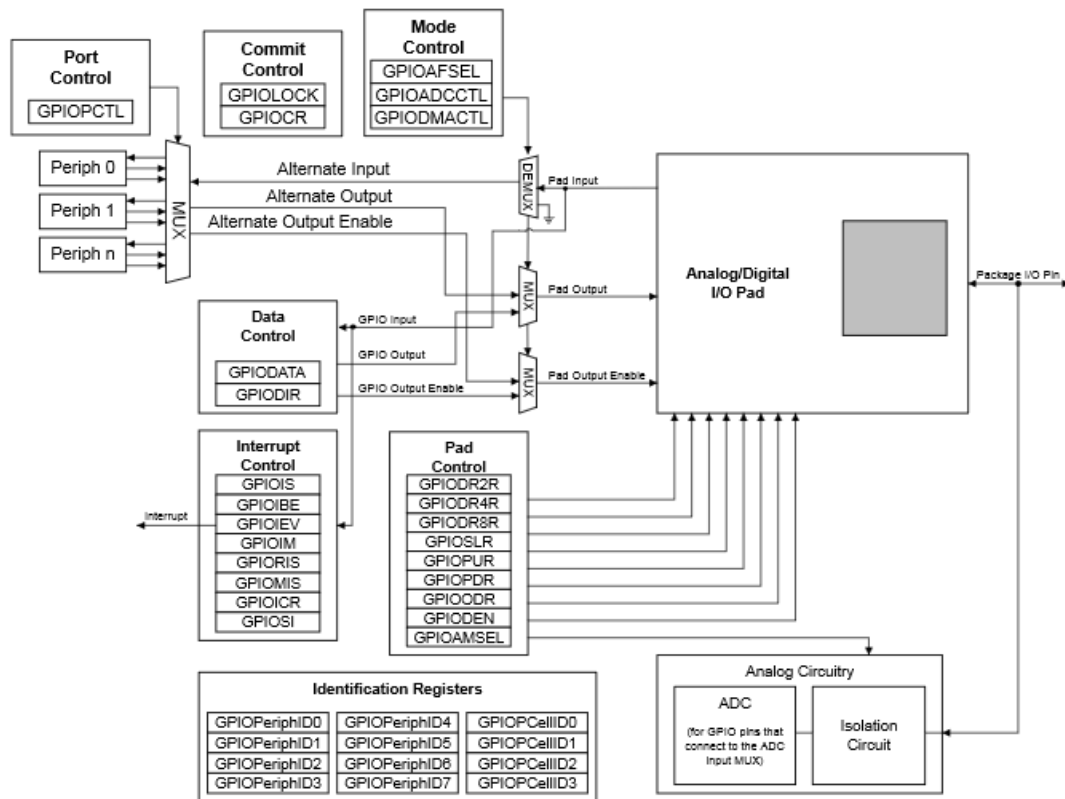 Port
Control
GPIOPCTL
Commit
Control
GPIOLOCK
GPIOCR
Mode
Control
GPIOAFSEL
GPIOADCCTL
GPIODMACTL
Periph 0
Periph 1
Periph n
MUX
Alternate Input
Alternate Output
Alternate Output Enable
DEMUX
Pad Input
MUX
Pad Output
MUX
Pad Output Enable
Analog/Digital
I/O Pad
Package I/O Pin
Data
Control
GPIODATA
GPIODIR
GPIO Input
GPIO Output
GPIO Output Enable
Interrupt
Control
GPIOIS
GPIOIBE
GPIOIEV
GPIOIM
GPIORIS
GPIOMIS
GPIOICR
GPIOSI
Interrupt
Pad
Control
GPIODR2R
GPIODR4R
GPIODR8R
GPIOSLR
GPIOPUR
GPIOPDR
GPIOODR
GPIODEN
GPIOAMSEL
Analog Circuitry
ADC
(for GPIO pins that
connect to the ADC
input MUX)
Isolation
Circuit
Identification Registers
GPIOPeriphID0 GPIOPeriphID4 GPIOPCellID0
GPIOPeriphID1 GPIOPeriphID5 GPIOPCellID1
GPIOPeriphID2 GPIOPeriphID6 GPIOPCellID2
GPIOPeriphID3 GPIOPeriphID7 GPIOPCellID3